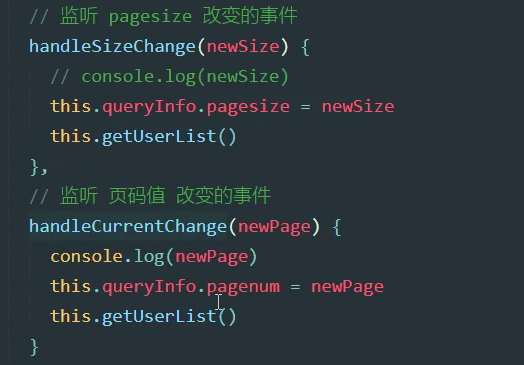 // 监听 pagesize 改变的事件
handleSizeChange(newSize) {
// console.log(newSize)
this.queryInfo.pagesize = newSize
this.getUserList()
},
// 监听 页码值 改变的事件
handleCurrentChange(newPage) {
console.log(newPage)
this.queryInfo.pagenum = newPage
this.getUserList()
}